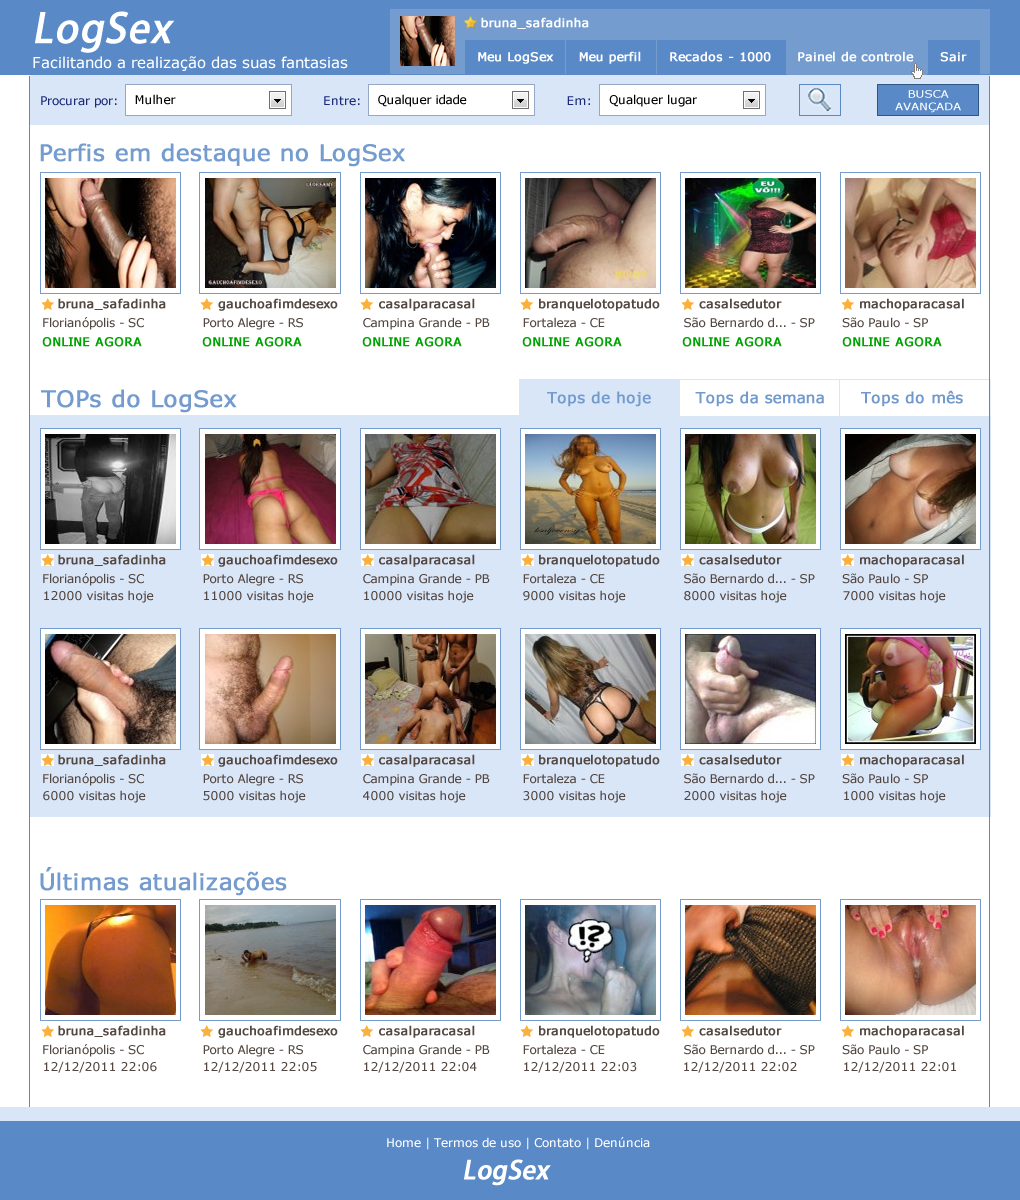 LogSex
Facilitando a realização das suas fantasias
bruna_safadinha
Meu LogSex
Meu perfil
Recados - 1000
Painel de controle
Sair
Procurar por:
Mulher
Entre:
Qualquer idade
Em:
Qualquer lugar
BUSCA
AVANÇADA
Perfis em destaque no LogSex
EU
VÔ!!!
GAUCHOAFIMDESEXO
bruna_safadinha
gauchoafimdesexo
casalparacasal
branquelotopatudo
casalsedutor
machoparacasal
Florianópolis - SC
Porto Alegre - RS
Campina Grande - PB
Fortaleza - CE
São Bernardo d... - SP
São Paulo - SP
ONLINE AGORA
ONLINE AGORA
ONLINE AGORA
ONLINE AGORA
ONLINE AGORA
ONLINE AGORA
TOPs do LogSex
Tops de hoje
Tops da semana
Tops do mês
bruna_safadinha
gauchoafimdesexo
casalparacasal
branquelotopatudo
casalsedutor
machoparacasal
Florianópolis - SC
Porto Alegre - RS
Campina Grande - PB
Fortaleza - CE
São Bernardo d... - SP
São Paulo - SP
12000 visitas hoje
11000 visitas hoje
10000 visitas hoje
9000 visitas hoje
8000 visitas hoje
7000 visitas hoje
bruna_safadinha
gauchoafimdesexo
casalparacasal
branquelotopatudo
casalsedutor
machoparacasal
Florianópolis - SC
Porto Alegre - RS
Campina Grande - PB
Fortaleza - CE
São Bernardo d... - SP
São Paulo - SP
6000 visitas hoje
5000 visitas hoje
4000 visitas hoje
3000 visitas hoje
2000 visitas hoje
1000 visitas hoje
Últimas atualizações
!?
bruna_safadinha
gauchoafimdesexo
casalparacasal
branquelotopatudo
casalsedutor
machoparacasal
Florianópolis - SC
Porto Alegre - RS
Campina Grande - PB
Fortaleza - CE
São Bernardo d... - SP
São Paulo - SP
12/12/2011 22:06
12/12/2011 22:05
12/12/2011 22:04
12/12/2011 22:03
12/12/2011 22:02
12/12/2011 22:01
Home | Termos de uso | Contato | Denúncia
LogSex